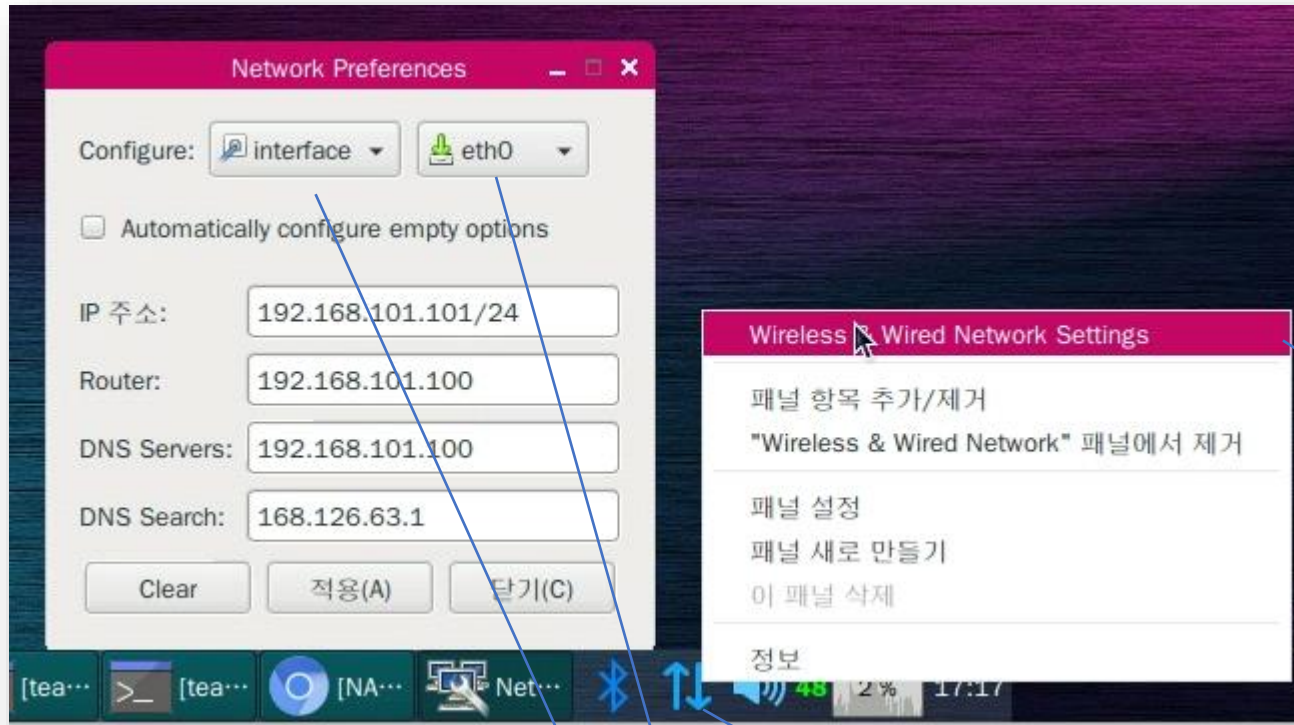 Network Preferences
Configure: interface eth0
Automatically configure empty options
IP 주소: 192.168.101.101/24
Router: 192.168.101.100
DNS Servers: 192.168.101.100
DNS Search: 168.126.63.1
Clear 적용(A) 닫기(C)
Wireless & Wired Network Settings
패널 항목 추가/제거
"Wireless & Wired Network" 패널에서 제거
패널 설정
패널 새로 만들기
이 패널 삭제
정보
[tea··· >_ [tea··· [NA··· Net··· 48 2 % 17:17